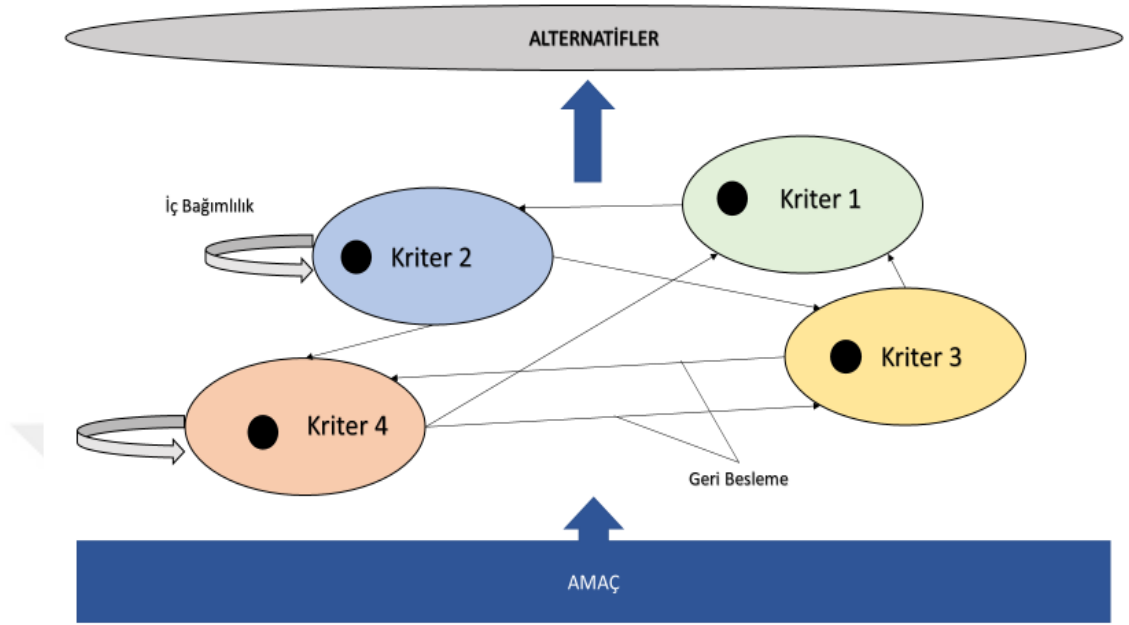 ALTERNATİFLER
Kriter 1
İç Bağımlılık
Kriter 2
Kriter 3
Kriter 4
Geri Besleme
AMAÇ